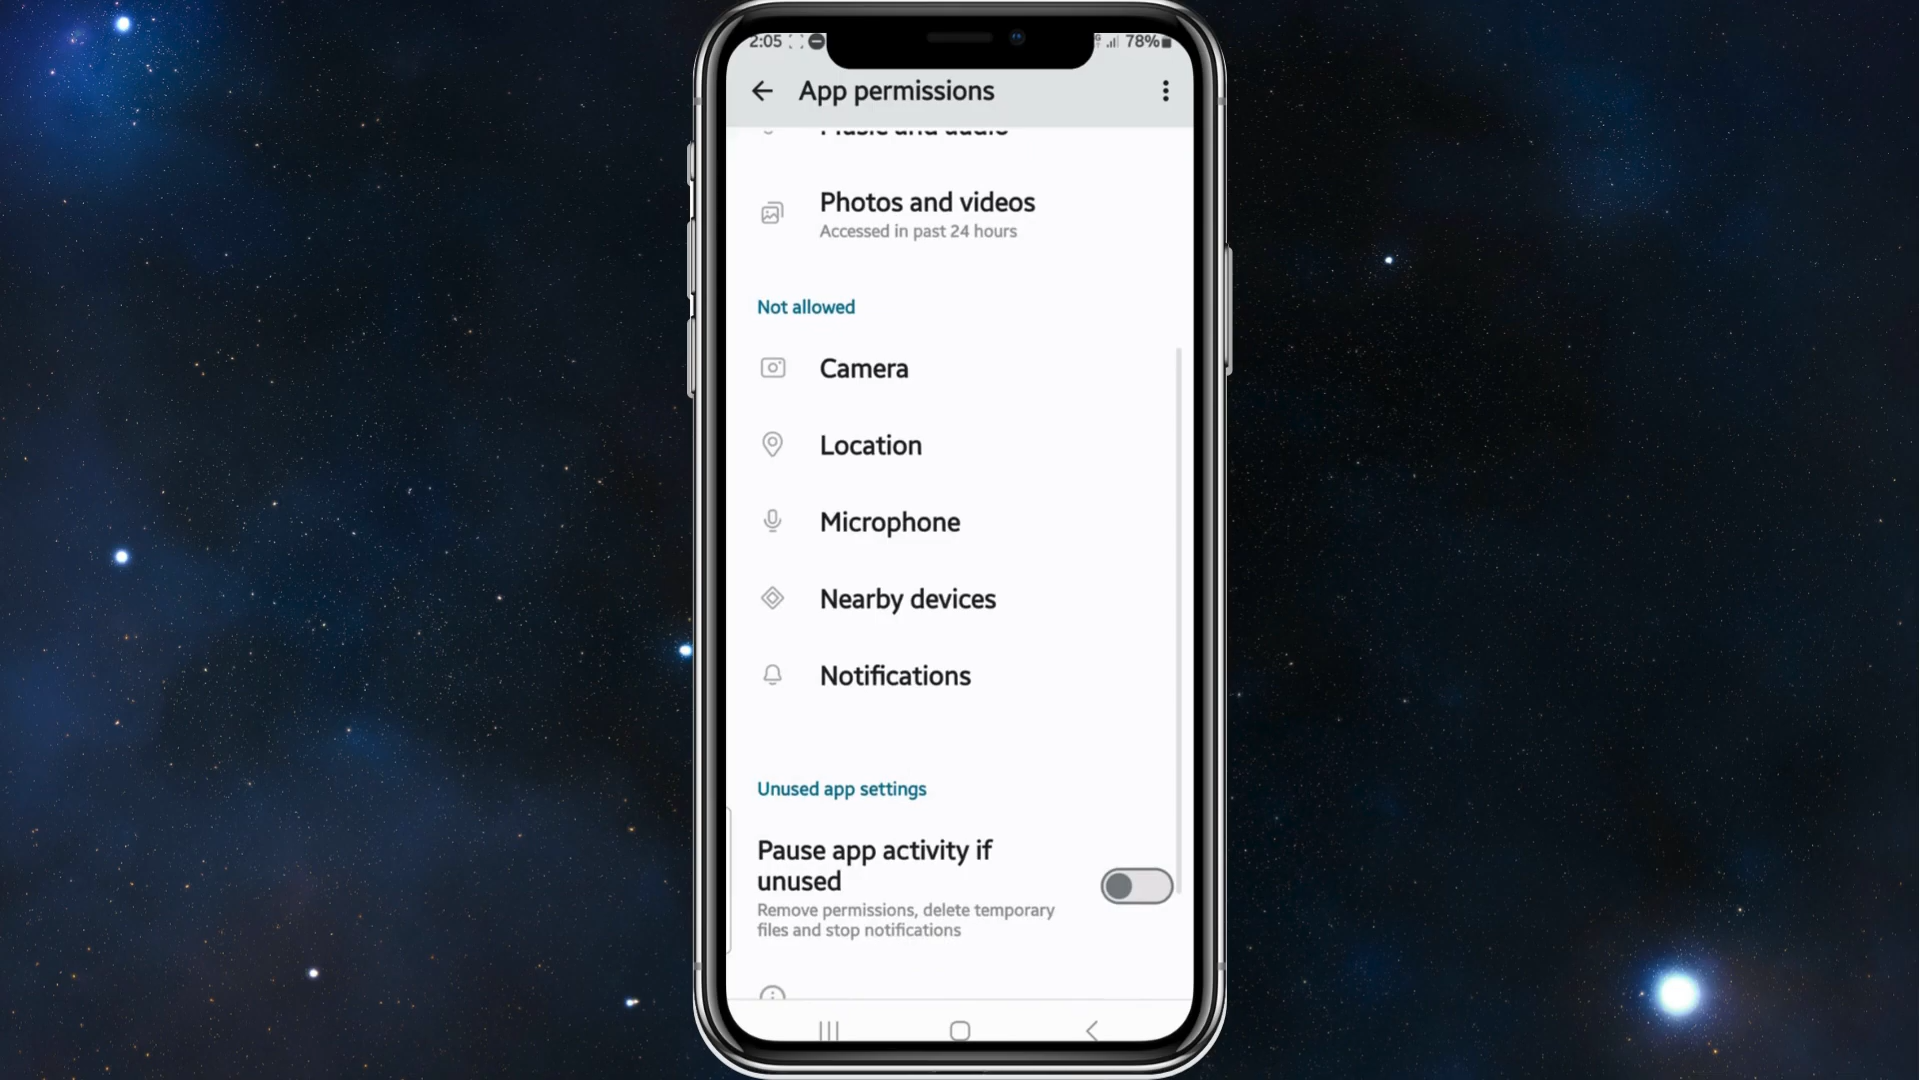 2:05
78%
App permissions
Music and audio
Photos and videos
Accessed in past 24 hours
Not allowed
Camera
Location
Microphone
Nearby devices
Notifications
Unused app settings
Pause app activity if
unused
Remove permissions, delete temporary
files and stop notifications